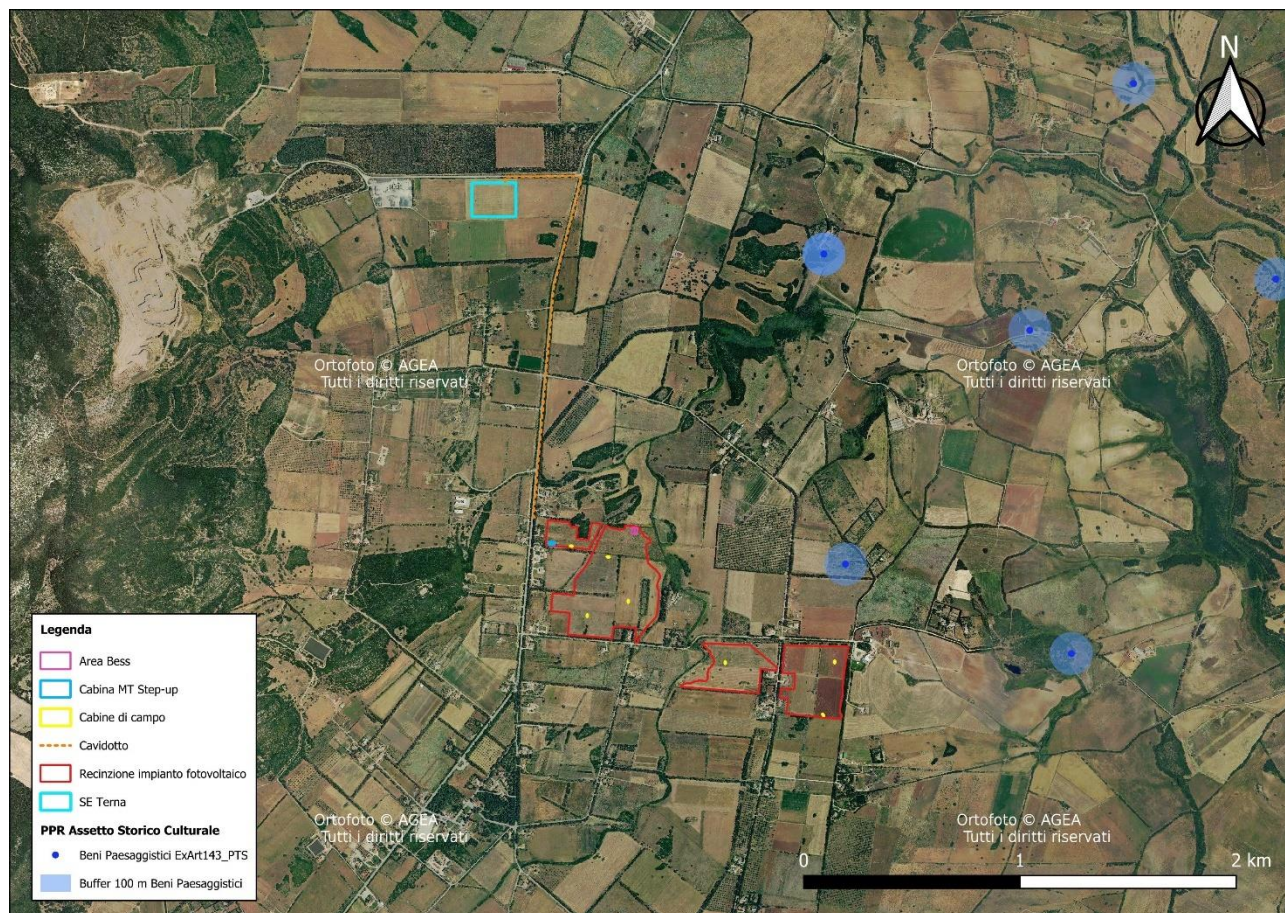 N
Ortofoto © AGEA
Tutti i diritti riservati
Ortofoto © AGEA
Tutti i diritti riservati
Legenda
Area Bess
Cabina MT Step-up
Cabine di campo
Cavidotto
Recinzione impianto fotovoltaico
SE Terna
PPR Assetto Storico Culturale
Beni Paesaggistici ExArt143_PTS
Buffer 100 m Beni Paesaggistici
Ortofoto © AGEA
Tutti i diritti riservati
Ortofoto © AGEA
Tutti i diritti riservati
0 1 2 km